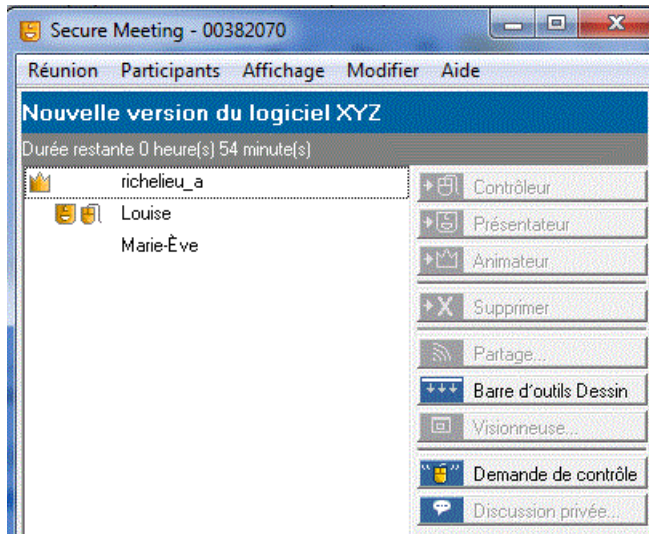 Secure Meeting - 00382070
Réunion Participants Affichage Modifier Aide
Nouvelle version du logiciel XYZ
Durée restante 0 heure(s) 54 minute(s)
richelieu_a
Louise
Marie-Ève
Contrôleur
Présentateur
Animateur
Supprimer
Partage...
Barre d'outils Dessin
Visionneuse...
Demande de contrôle
Discussion privée...